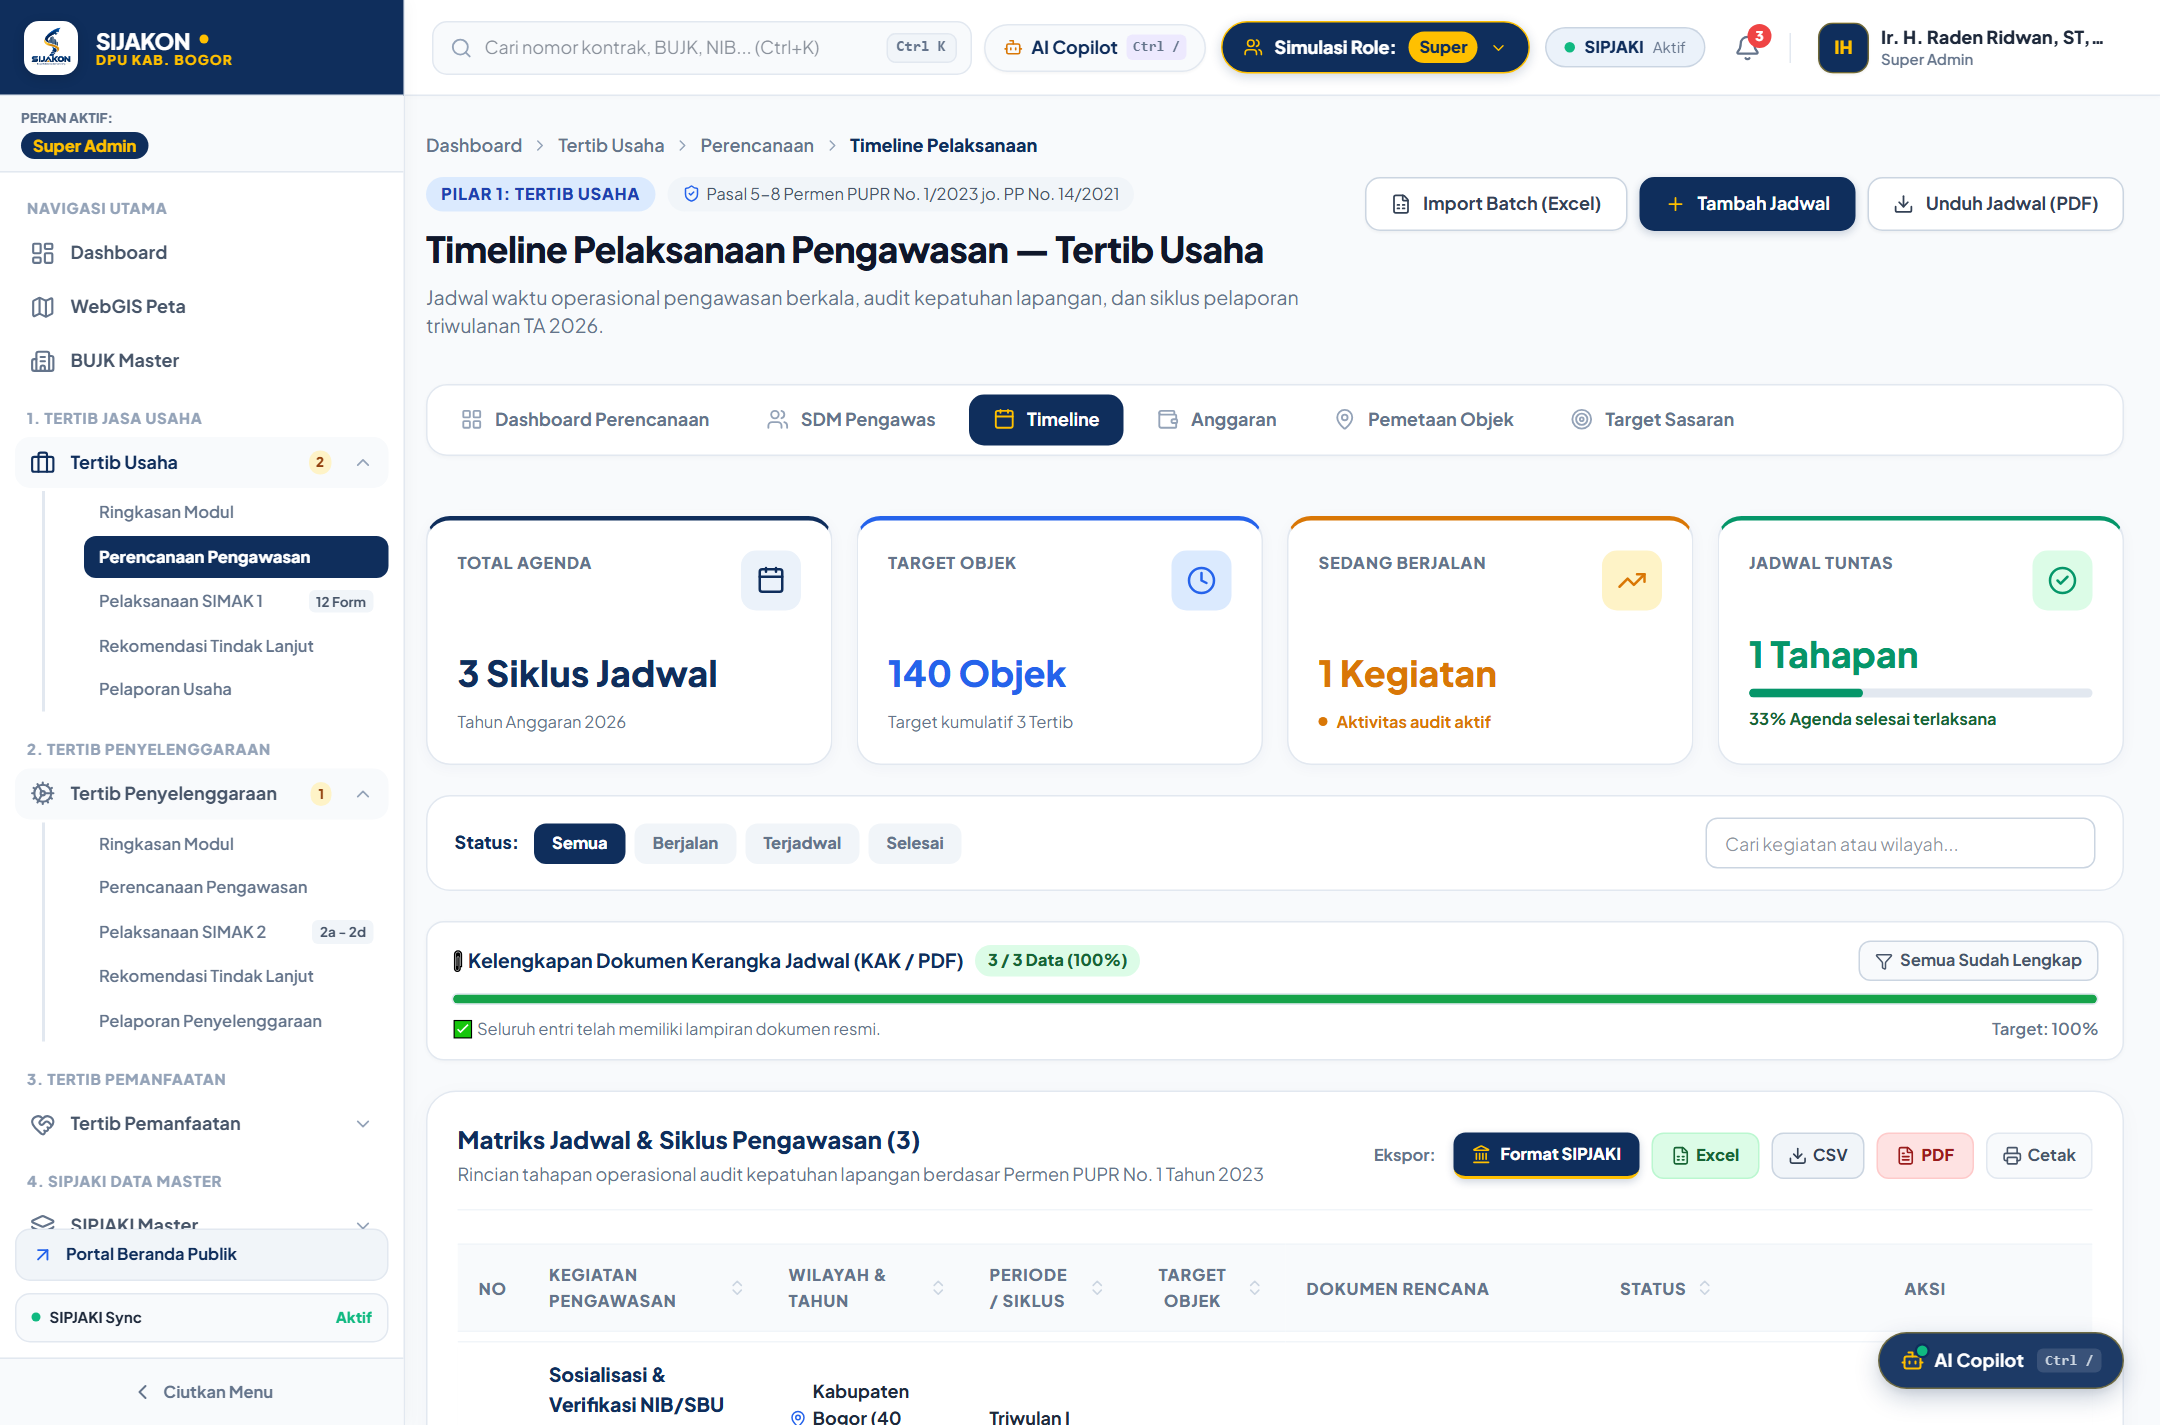 SIJAKON
DPU KAB. BOGOR
SIJAKON
Cari nomor kontrak, BUJK, NIB... (Ctrl+K)
Ctrl K
AI Copilot
Ctrl /
Simulasi Role:
Super
SIPJAKI Aktif
3
IH
Ir. H. Raden Ridwan, ST,...
Super Admin
PERAN AKTIF:
Super Admin
NAVIGASI UTAMA
Dashboard
WebGIS Peta
BUJK Master
1. TERTIB JASA USAHA
Tertib Usaha
2
Ringkasan Modul
Perencanaan Pengawasan
Pelaksanaan SIMAK 1
12 Form
Rekomendasi Tindak Lanjut
Pelaporan Usaha
2. TERTIB PENYELENGGARAAN
Tertib Penyelenggaraan
1
Ringkasan Modul
Perencanaan Pengawasan
Pelaksanaan SIMAK 2
2a - 2d
Rekomendasi Tindak Lanjut
Pelaporan Penyelenggaraan
3. TERTIB PEMANFAATAN
Tertib Pemanfaatan
4. SIPJAKI DATA MASTER
SIPJAKI Master
Portal Beranda Publik
SIPJAKI Sync
Aktif
Ciutkan Menu
Dashboard > Tertib Usaha > Perencanaan > Timeline Pelaksanaan
PILAR 1: TERTIB USAHA
Pasal 5–8 Permen PUPR No. 1/2023 jo. PP No. 14/2021
Import Batch (Excel)
Tambah Jadwal
Unduh Jadwal (PDF)
Timeline Pelaksanaan Pengawasan — Tertib Usaha
Jadwal waktu operasional pengawasan berkala, audit kepatuhan lapangan, dan siklus pelaporan
triwulanan TA 2026.
Dashboard Perencanaan
SDM Pengawas
Timeline
Anggaran
Pemetaan Objek
Target Sasaran
TOTAL AGENDA
3 Siklus Jadwal
Tahun Anggaran 2026
TARGET OBJEK
140 Objek
Target kumulatif 3 Tertib
SEDANG BERJALAN
1 Kegiatan
Aktivitas audit aktif
JADWAL TUNTAS
1 Tahapan
33% Agenda selesai terlaksana
Status:
Semua
Berjalan
Terjadwal
Selesai
Cari kegiatan atau wilayah...
Kelengkapan Dokumen Kerangka Jadwal (KAK / PDF)
3 / 3 Data (100%)
Semua Sudah Lengkap
Seluruh entri telah memiliki lampiran dokumen resmi.
Target: 100%
Matriks Jadwal & Siklus Pengawasan (3)
Rincian tahapan operasional audit kepatuhan lapangan berdasar Permen PUPR No. 1 Tahun 2023
Ekspor:
Format SIPJAKI
Excel
CSV
PDF
Cetak
NO
KEGIATAN
PENGAWASAN
WILAYAH &
TAHUN
PERIODE
/ SIKLUS
TARGET
OBJEK
DOKUMEN RENCANA
STATUS
AKSI
Sosialisasi &
Verifikasi NIB/SBU
Kabupaten
Bogor (40
Triwulan I
AI Copilot
Ctrl /